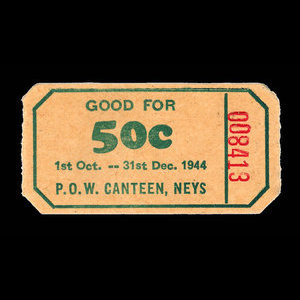 GOOD FOR
50c
1st Oct. -- 31st Dec. 1944
P.O.W. CANTEEN, NEYS
008413